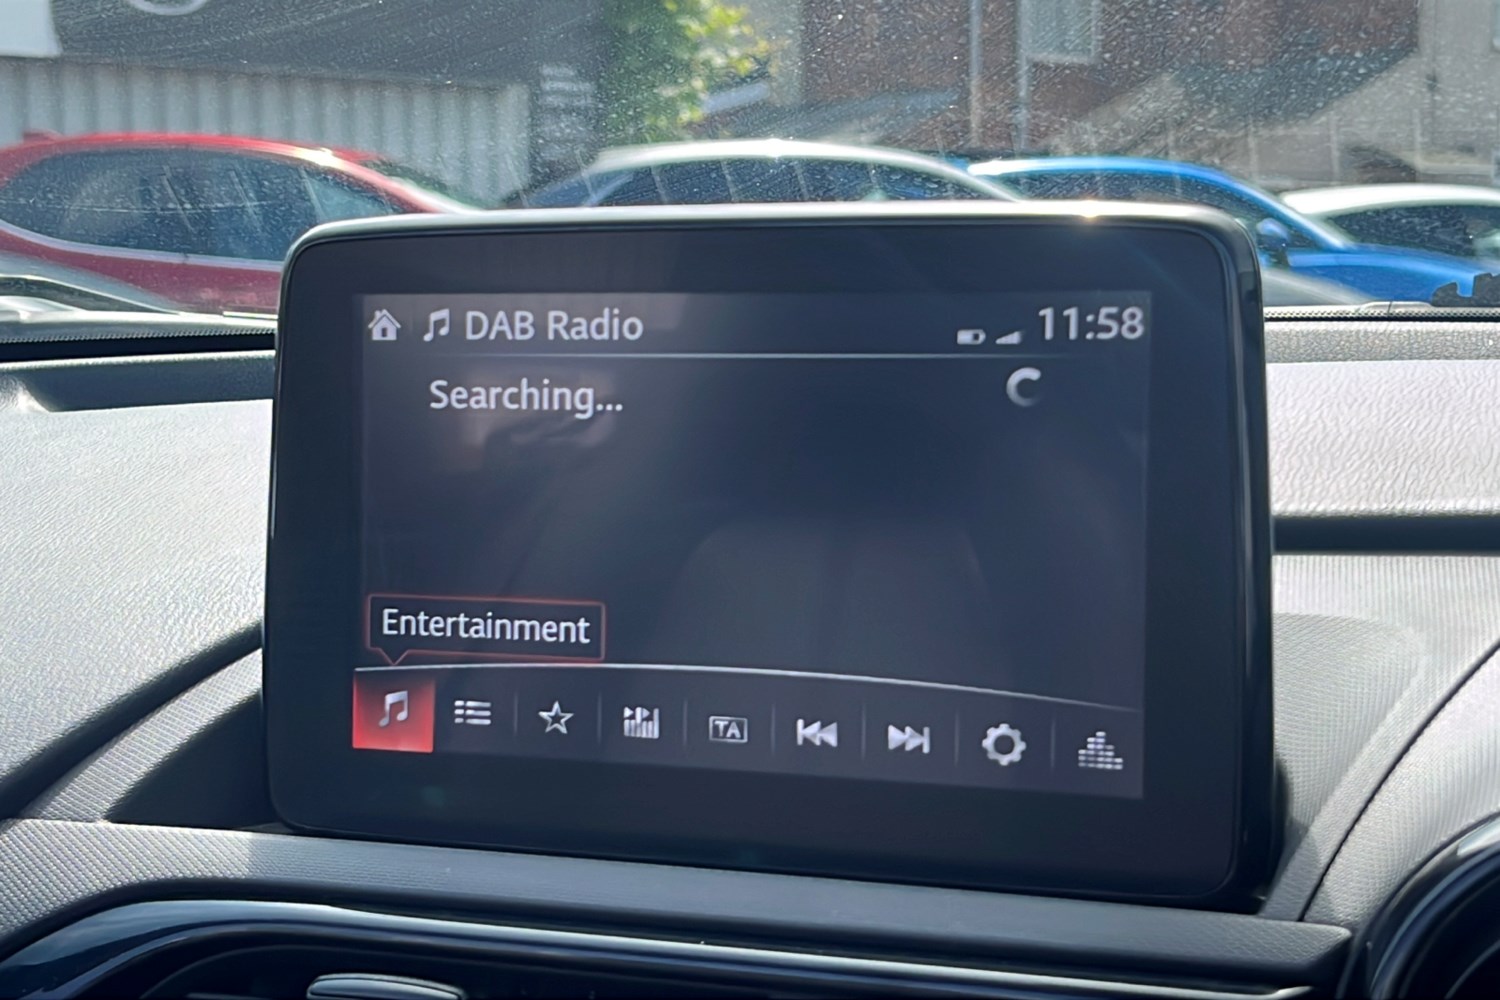 DAB Radio
11:58
Searching...
Entertainment
TA